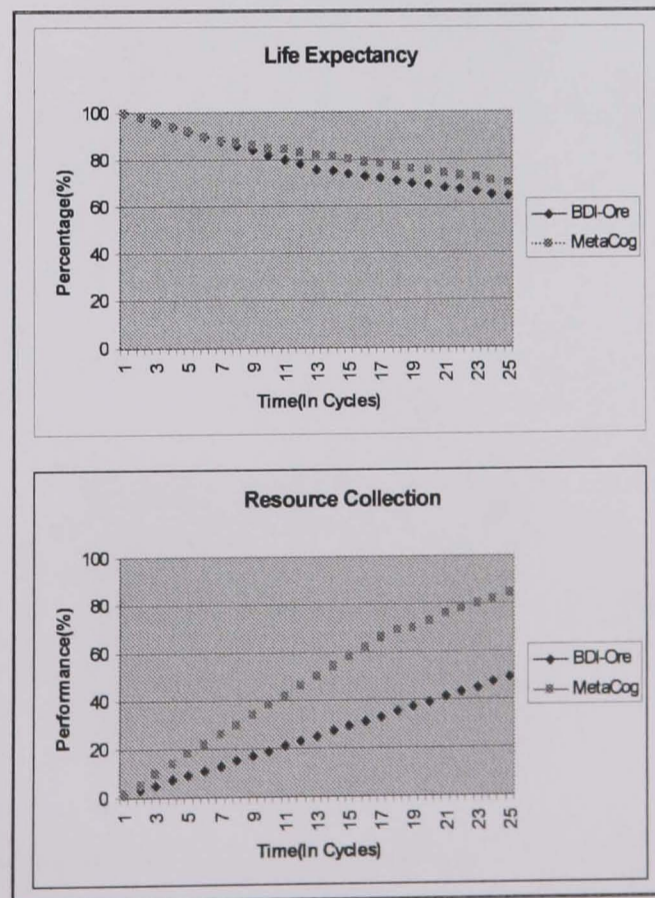 Life Expectancy
Percentage(%)
100
80
60
40
20
0
1 3 5 7 9 11 13 15 17 19 21 23 25
Time(In Cycles)
BDI-Ore
MetaCog
Resource Collection
Performance(%)
100
80
60
40
20
0
1 3 5 7 9 11 13 15 17 19 21 23 25
Time(In Cycles)
BDI-Ore
MetaCog